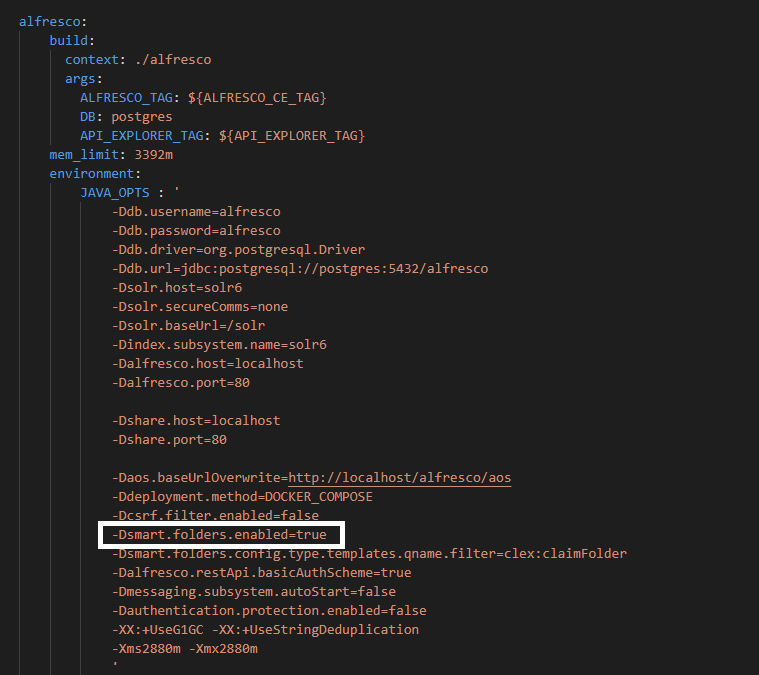 alfresco:
build:
context: ./alfresco
args:
ALFRESCO_TAG: ${ALFRESCO_CE_TAG}
DB: postgres
API_EXPLORER_TAG: ${API_EXPLORER_TAG}
mem_limit: 3392m
environment:
JAVA_OPTS : '
-Ddb.username=alfresco
-Ddb.password=alfresco
-Ddb.driver=org.postgresql.Driver
-Ddb.url=jdbc:postgresql://postgres:5432/alfresco
-Dsolr.host=solr6
-Dsolr.secureComms=none
-Dsolr.baseUrl=/solr
-Dindex.subsystem.name=solr6
-Dalfresco.host=localhost
-Dalfresco.port=80
-Dshare.host=localhost
-Dshare.port=80
-Daos.baseUrlOverwrite=http://localhost/alfresco/aos
-Ddeployment.method=DOCKER_COMPOSE
-Dcsrf.filter.enabled=false
-Dsmart.folders.enabled=true
-Dsmart.folders.config.type.templates.qname.filter=clex:claimFolder
-Dalfresco.restApi.basicAuthScheme=true
-Dmessaging.subsystem.autoStart=false
-Dauthentication.protection.enabled=false
-XX:+UseG1GC -XX:+UseStringDeduplication
-Xms2880m -Xmx2880m
'